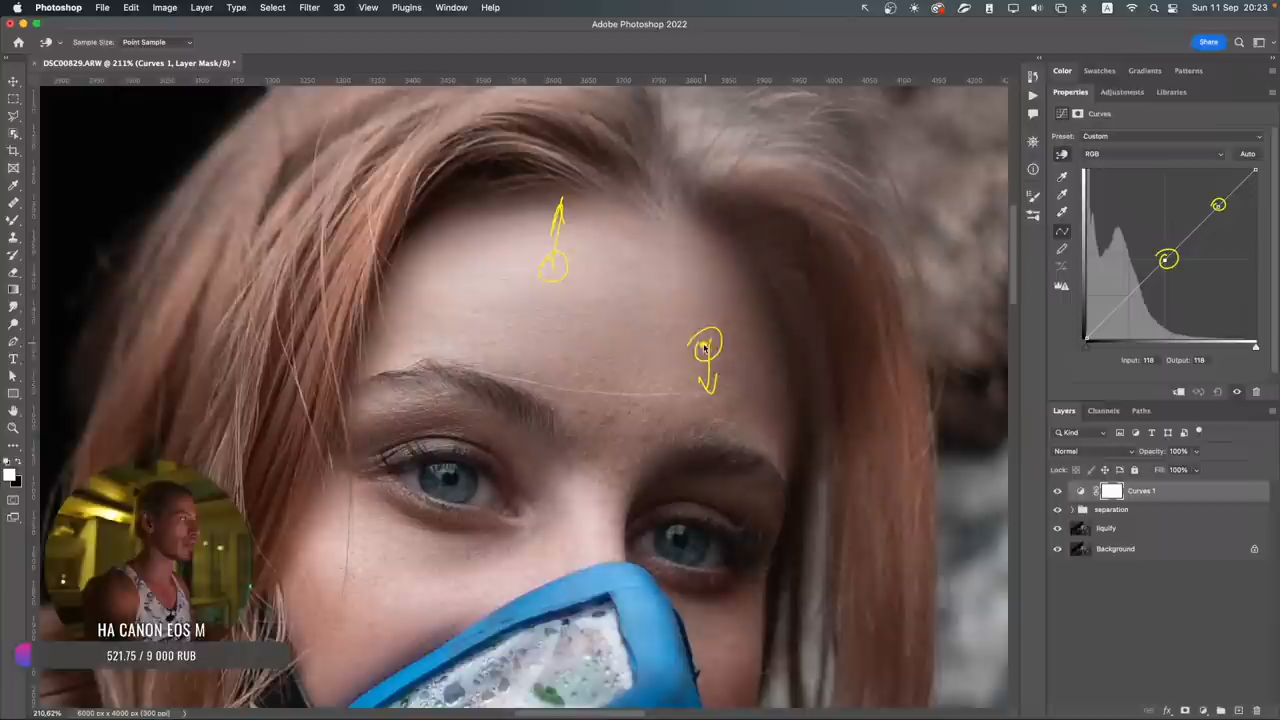 Photoshop File Edit Image Layer Type Select Filter 3D View Plugins Window Help A Sun 11 Sep 20:23
Adobe Photoshop 2022
Sample Size: Point Sample Share
DSC00829.ARW @ 211% (Curves 1, Layer Mask/8) *
Color Swatches Gradients Patterns
Properties Adjustments Libraries
Curves
Preset: Custom
RGB Auto
Input: 118 Output: 118
Layers Channels Paths
Kind
Normal Opacity: 100%
Lock: Fill: 100%
Curves 1
separation
liquify
Background
НА CANON EOS M
521.75 / 9 000 RUB
210,62% 6000 px x 4000 px (300 ppi)